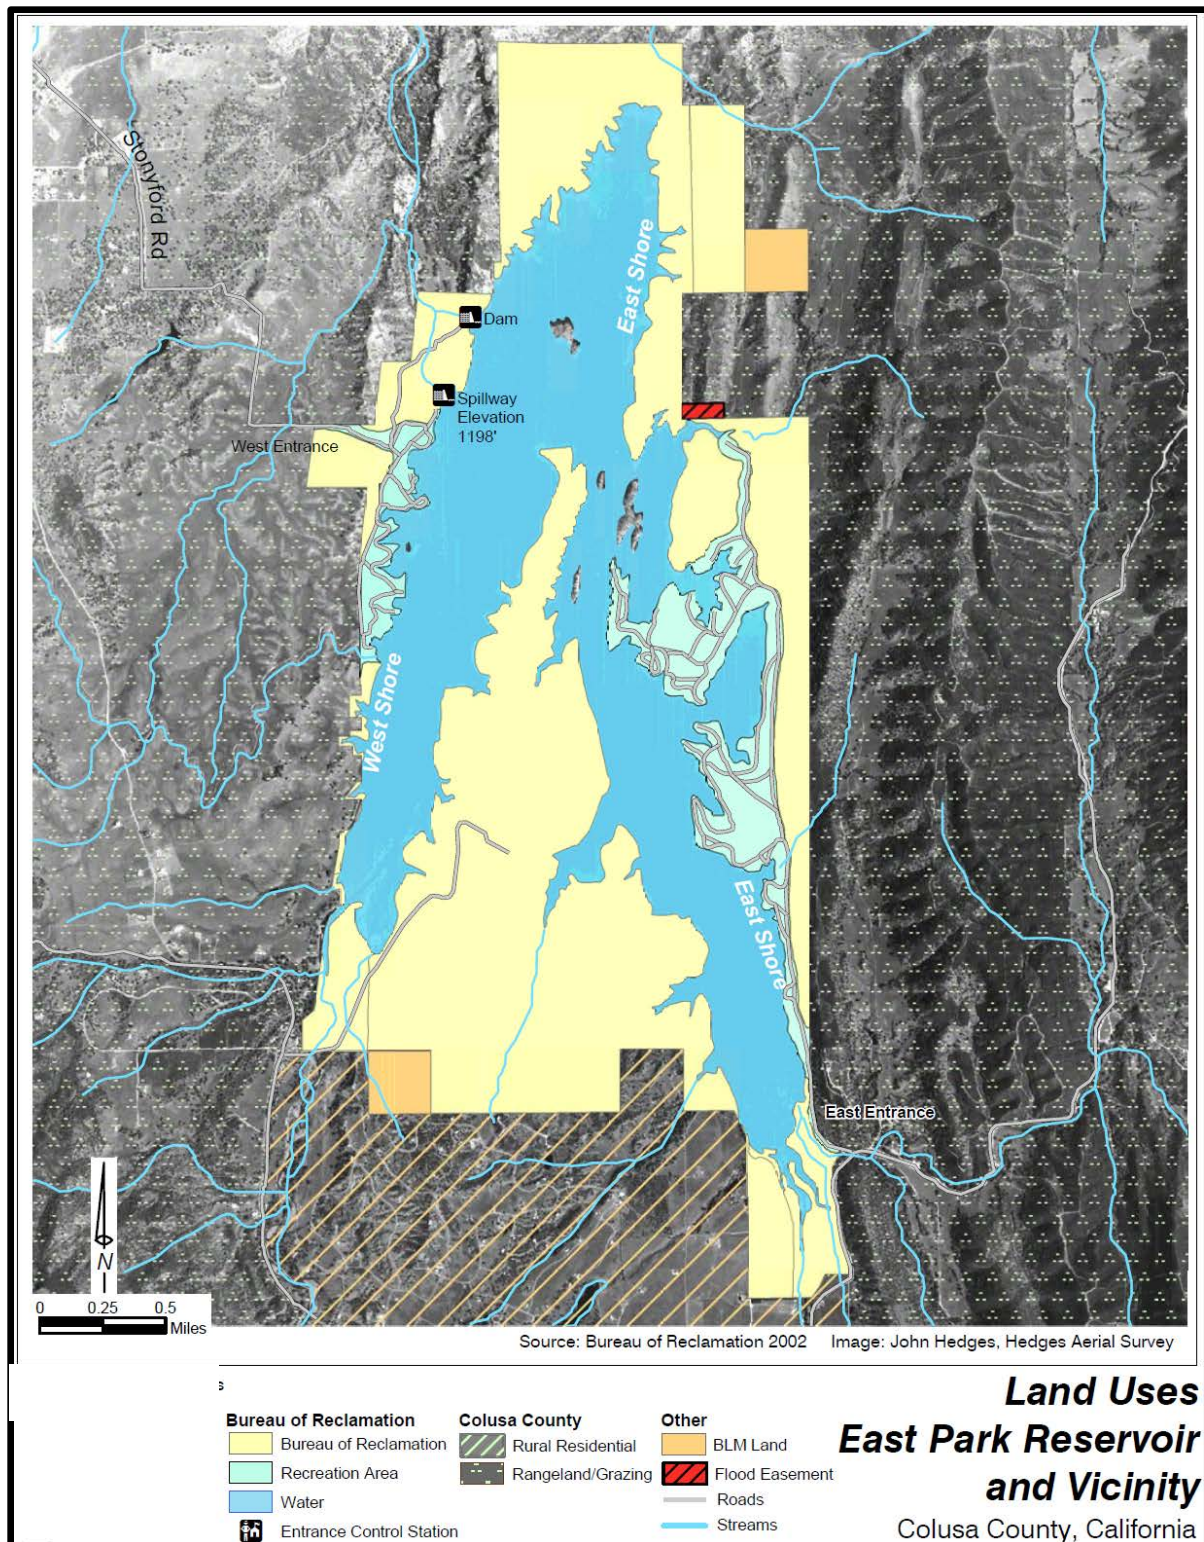 Stonyford Rd
East Shore
Dam
Spillway
Elevation
1198'
West Entrance
West Shore
East Shore
East Entrance
N
0 0.25 0.5
Miles
Source: Bureau of Reclamation 2002 Image: John Hedges, Hedges Aerial Survey
s
Land Uses
East Park Reservoir
and Vicinity
Colusa County, California
Bureau of Reclamation
Bureau of Reclamation
Recreation Area
Water
Entrance Control Station
Colusa County
Rural Residential
Rangeland/Grazing
Other
BLM Land
Flood Easement
Roads
Streams